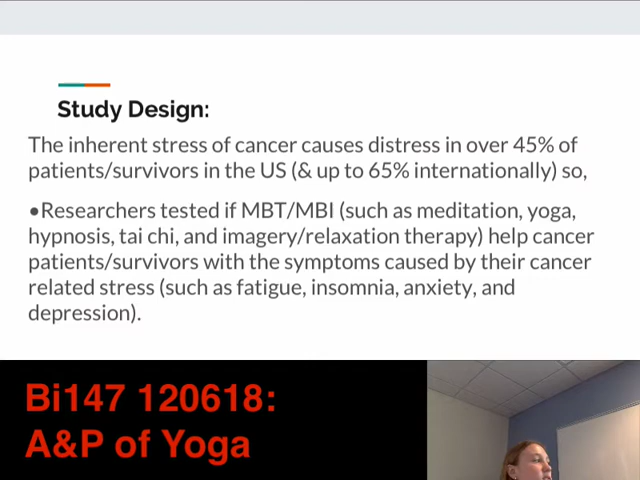 Study Design:
The inherent stress of cancer causes distress in over 45% of
patients/survivors in the US (& up to 65% internationally) so,
•Researchers tested if MBT/MBI (such as meditation, yoga,
hypnosis, tai chi, and imagery/relaxation therapy) help cancer
patients/survivors with the symptoms caused by their cancer
related stress (such as fatigue, insomnia, anxiety, and
depression).
Bi147 120618:
A&P of Yoga